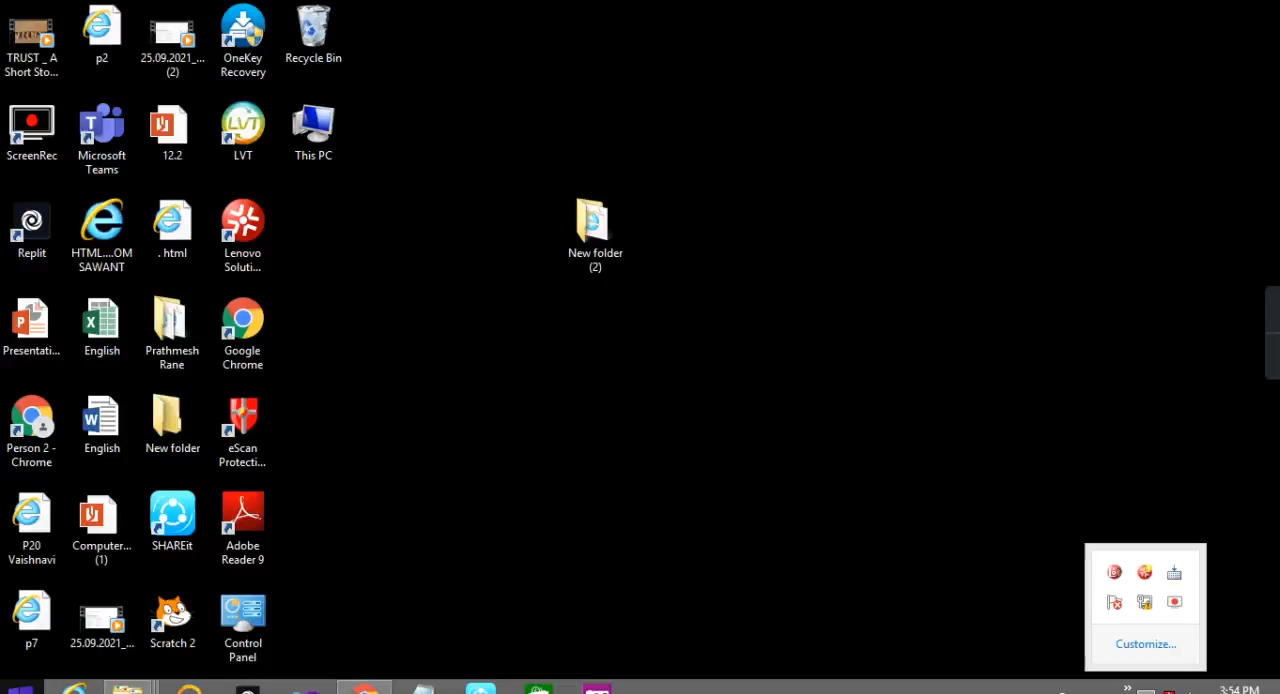 TRUST _ A
Short Sto...
p2
25.09.2021_...
(2)
OneKey
Recovery
Recycle Bin
ScreenRec
Microsoft
Teams
12.2
LVT
LVT
This PC
Replit
HTML....OM
SAWANT
. html
Lenovo
Soluti...
New folder
(2)
Presentati...
English
Prathmesh
Rane
Google
Chrome
Person 2 -
Chrome
English
New folder
eScan
Protecti...
P20
Vaishnavi
Computer...
(1)
SHAREit
Adobe
Reader 9
p7
25.09.2021_...
Scratch 2
Control
Panel
Customize...
3:54 PM